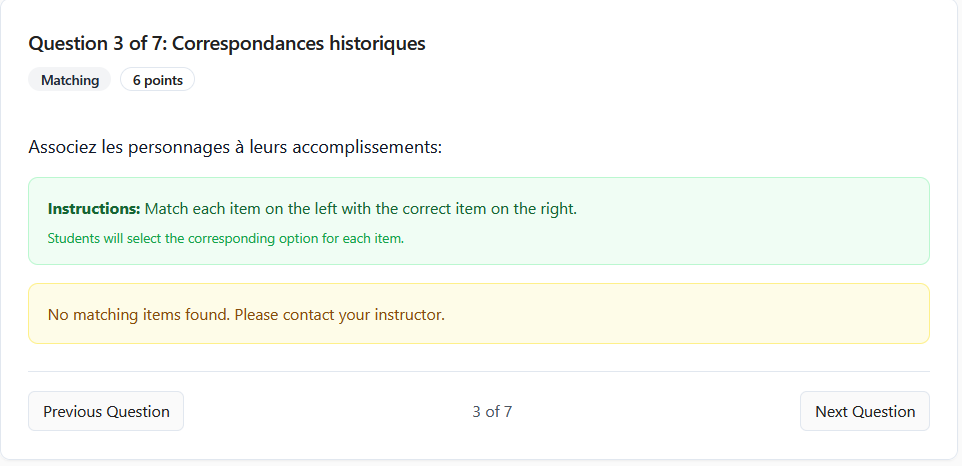 Question 3 of 7: Correspondances historiques
Matching
6 points
Associez les personnages à leurs accomplissements:
Instructions: Match each item on the left with the correct item on the right.
Students will select the corresponding option for each item.
No matching items found. Please contact your instructor.
Previous Question
3 of 7
Next Question